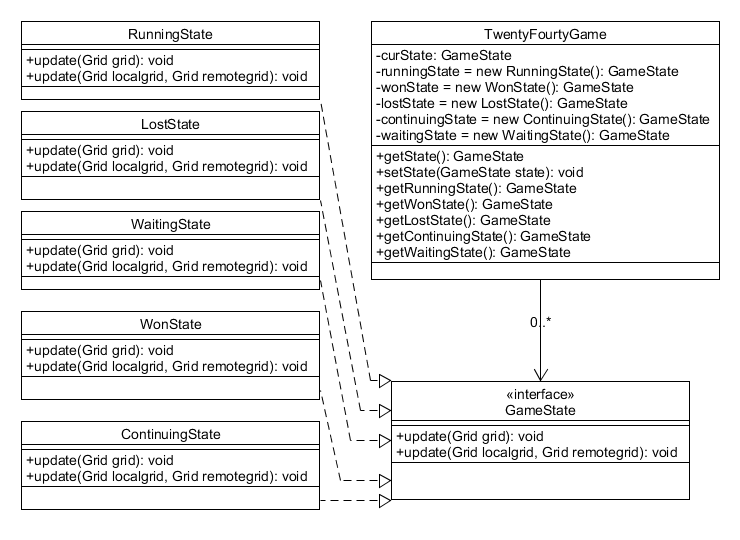 RunningState
+update(Grid grid): void
+update(Grid localgrid, Grid remotegrid): void
LostState
+update(Grid grid): void
+update(Grid localgrid, Grid remotegrid): void
WaitingState
+update(Grid grid): void
+update(Grid localgrid, Grid remotegrid): void
WonState
+update(Grid grid): void
+update(Grid localgrid, Grid remotegrid): void
ContinuingState
+update(Grid grid): void
+update(Grid localgrid, Grid remotegrid): void
TwentyFourtyGame
-curState: GameState
-runningState = new RunningState(): GameState
-wonState = new WonState(): GameState
-lostState = new LostState(): GameState
-continuingState = new ContinuingState(): GameState
-waitingState = new WaitingState(): GameState
+getState(): GameState
+setState(GameState state): void
+getRunningState(): GameState
+getWonState(): GameState
+getLostState(): GameState
+getContinuingState(): GameState
+getWaitingState(): GameState
0..*
«interface»
GameState
+update(Grid grid): void
+update(Grid localgrid, Grid remotegrid): void